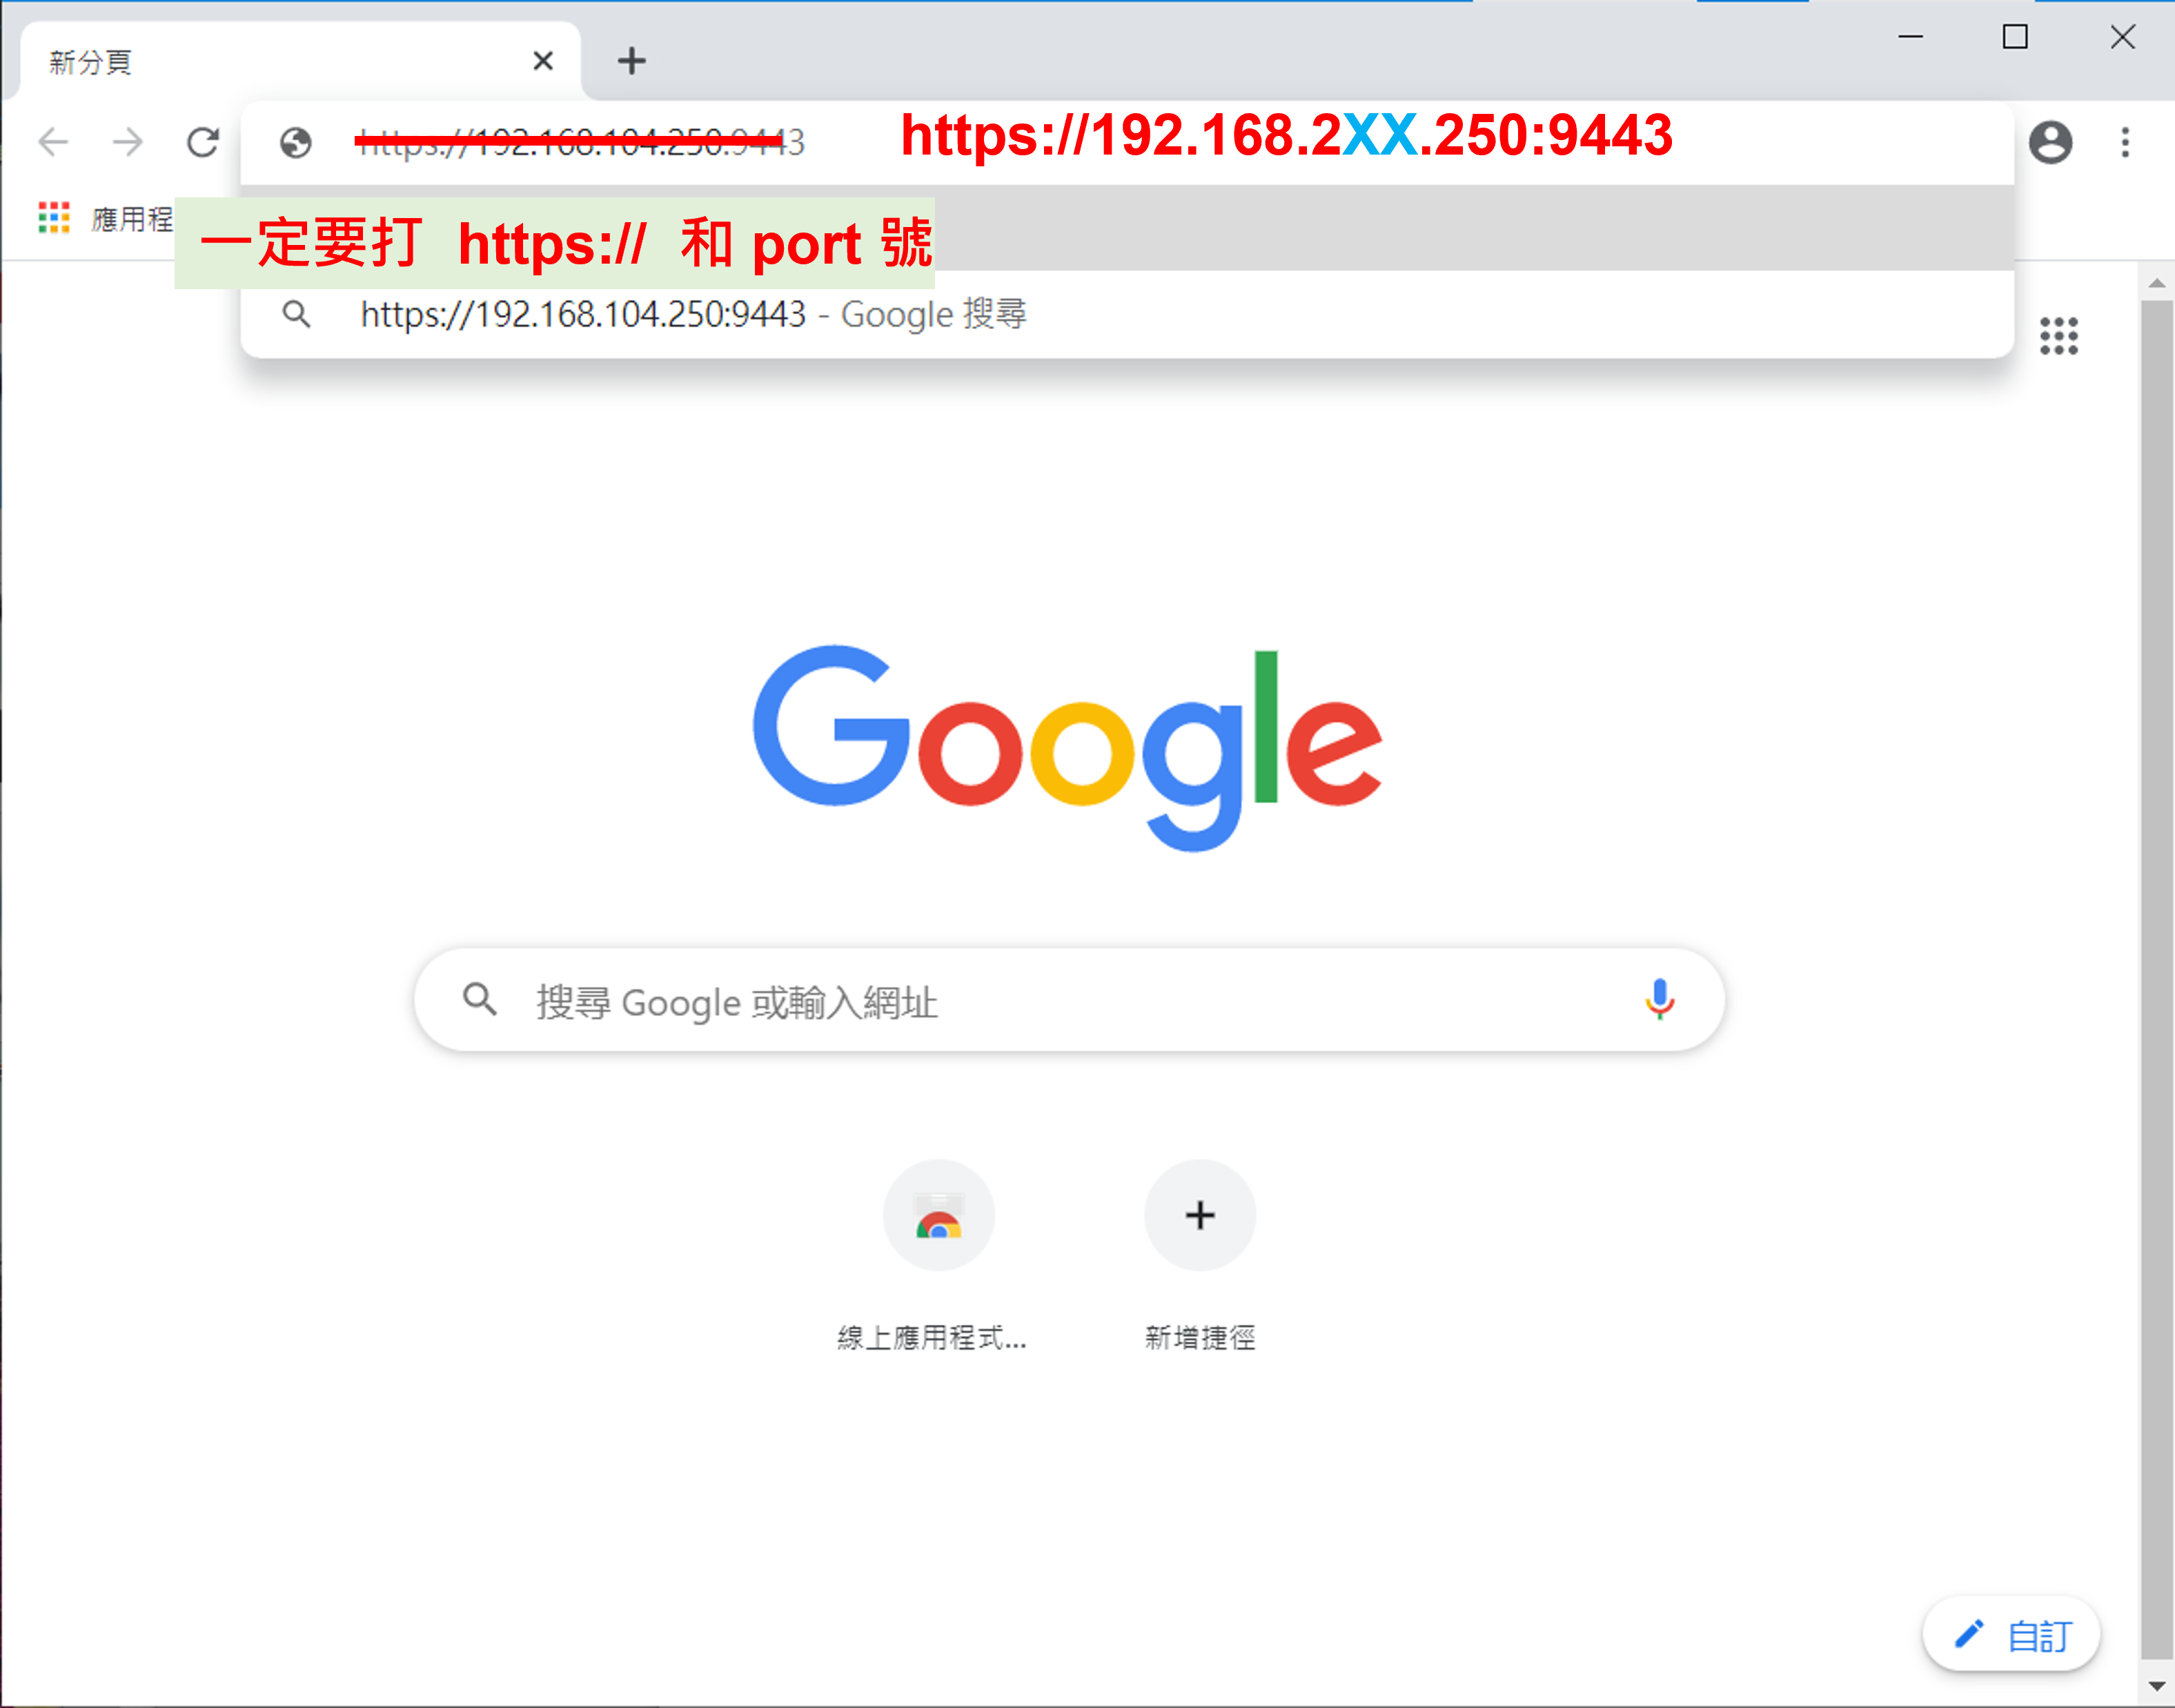 新分頁
https://192.168.104.250:9443
https://192.168.2XX.250:9443
應用程
一定要打 https:// 和 port 號
https://192.168.104.250:9443 - Google 搜尋
Google
搜尋 Google 或輸入網址
線上應用程式...
新增捷徑
自訂